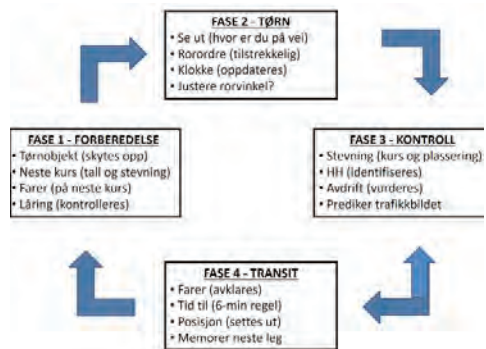 FASE 2 - TØRN
• Se ut (hvor er du på vei)
• Rorordre (tilstrekkelig)
• Klokke (oppdateres)
• Justere rorvinkel?
FASE 1 - FORBEREDELSE
• Tørnobjekt (skytes opp)
• Neste kurs (tall og stevning)
• Farer (på neste kurs)
• Låring (kontrolleres)
FASE 3 - KONTROLL
• Stevning (kurs og plassering)
• HH (identifiseres)
• Avdrift (vurderes)
• Prediker trafikkbildet
FASE 4 - TRANSIT
• Farer (avklares)
• Tid til (6-min regel)
• Posisjon (settes ut)
• Memorer neste leg